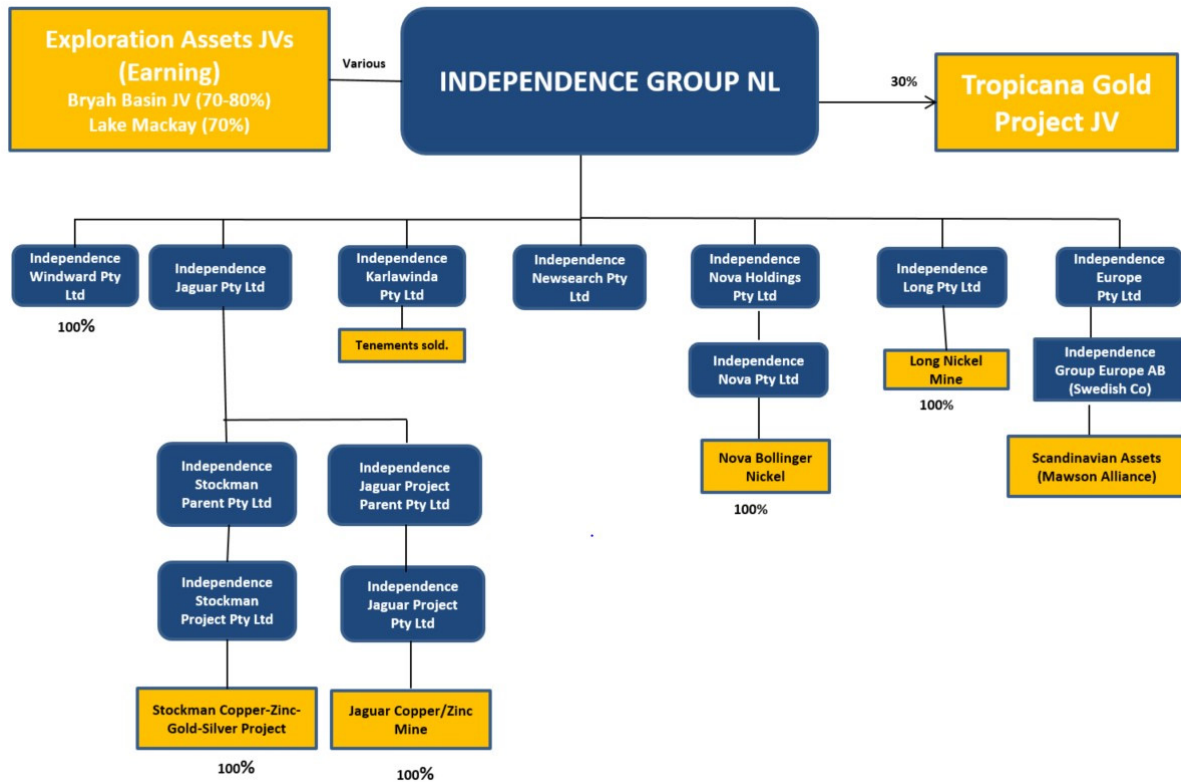 Exploration Assets JVs
(Earning)
Bryah Basin JV (70-80%)
Lake Mackay (70%)
Various
INDEPENDENCE GROUP NL
30%
Tropicana Gold
Project JV
Independence
Windward Pty
Ltd
100%
Independence
Jaguar Pty Ltd
Independence
Karlawinda
Pty Ltd
Tenements sold.
Independence
Newsearch Pty
Ltd
Independence
Nova Holdings
Pty Ltd
Independence
Nova Pty Ltd
Nova Bollinger
Nickel
100%
Independence
Long Pty Ltd
Long Nickel
Mine
100%
Independence
Europe
Pty Ltd
Independence
Group Europe AB
(Swedish Co)
Scandinavian Assets
(Mawson Alliance)
Independence
Stockman
Parent Pty Ltd
Independence
Stockman
Project Pty Ltd
Stockman Copper-Zinc-
Gold-Silver Project
100%
Independence
Jaguar Project
Parent Pty Ltd
Independence
Jaguar Project
Pty Ltd
Jaguar Copper/Zinc
Mine
100%